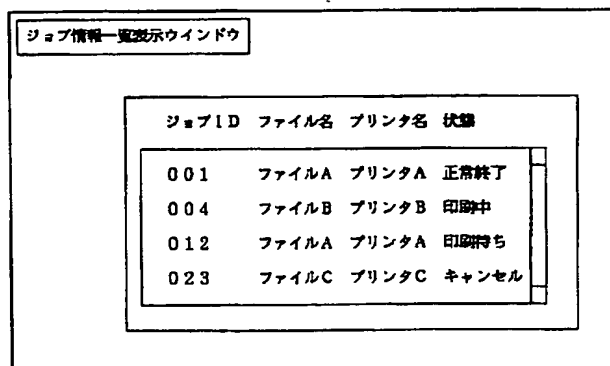 ジョブ情報一覧表示ウインドウ
ジョブID ファイル名 プリンタ名 状態
001 ファイルA プリンタA 正常終了
004 ファイルB プリンタB 印刷中
012 ファイルA プリンタA 印刷待ち
023 ファイルC プリンタC キャンセル